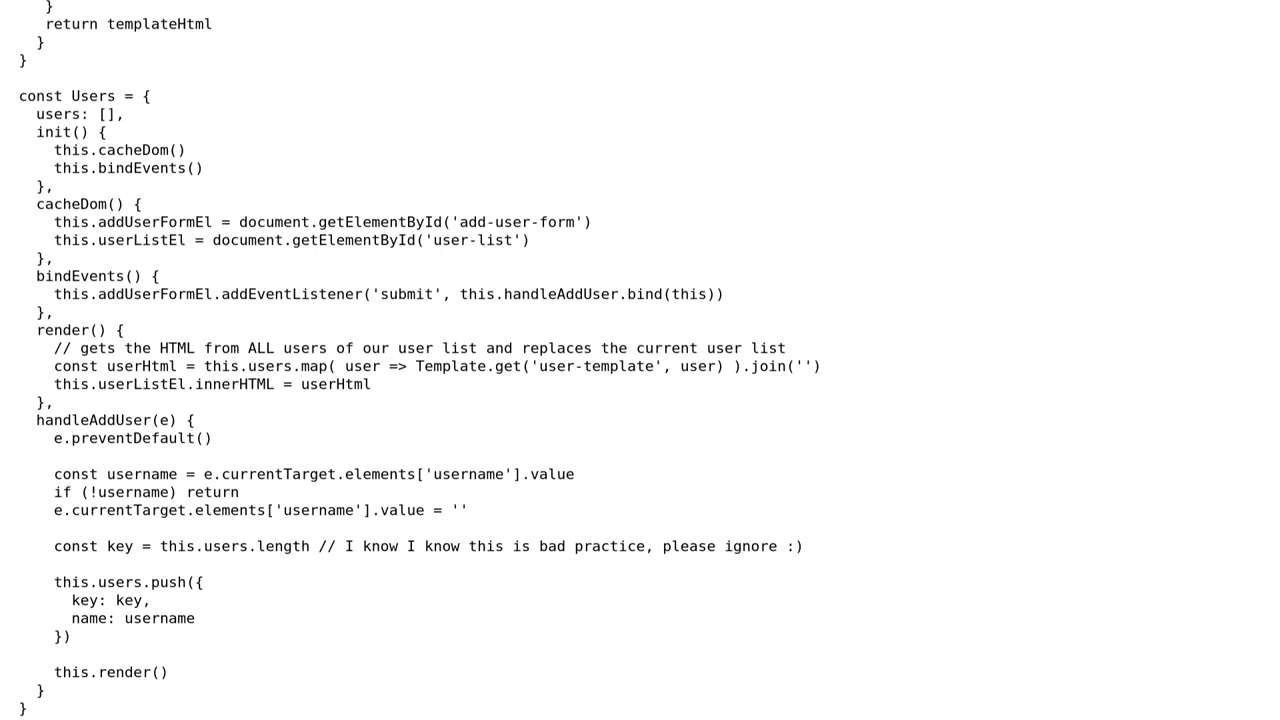 }
   return templateHtml
  }
}

const Users = {
  users: [],
  init() {
    this.cacheDom()
    this.bindEvents()
  },
  cacheDom() {
    this.addUserFormEl = document.getElementById('add-user-form')
    this.userListEl = document.getElementById('user-list')
  },
  bindEvents() {
    this.addUserFormEl.addEventListener('submit', this.handleAddUser.bind(this))
  },
  render() {
    // gets the HTML from ALL users of our user list and replaces the current user list
    const userHtml = this.users.map( user => Template.get('user-template', user) ).join('')
    this.userListEl.innerHTML = userHtml
  },
  handleAddUser(e) {
    e.preventDefault()

    const username = e.currentTarget.elements['username'].value
    if (!username) return
    e.currentTarget.elements['username'].value = ''

    const key = this.users.length // I know I know this is bad practice, please ignore :)

    this.users.push({
      key: key,
      name: username
    })

    this.render()
  }
}